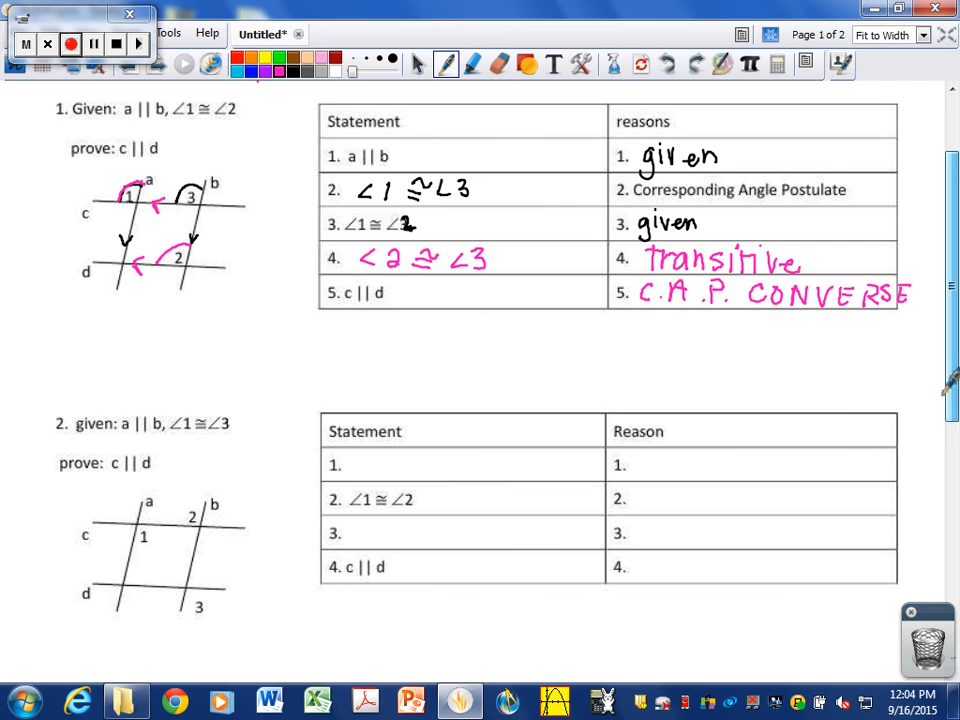 M
Tools Help Untitled* Page 1 of 2 Fit to Width
1. Given: a || b, ∠1 ≅ ∠2
prove: c || d
a
b
1
3
c
2
d
Statement reasons
1. a || b 1. given
2. ∠1 ≅ ∠3 2. Corresponding Angle Postulate
3. ∠1 ≅ ∠2 3. given
4. ∠2 ≅ ∠3 4. Transitive
5. c || d 5. C.A.P. CONVERSE
2. given: a || b, ∠1 ≅ ∠3
prove: c || d
a
b
2
c
1
d
3
Statement Reason
1. 1.
2. ∠1 ≅ ∠2 2.
3. 3.
4. c || d 4.
12:04 PM
9/16/2015